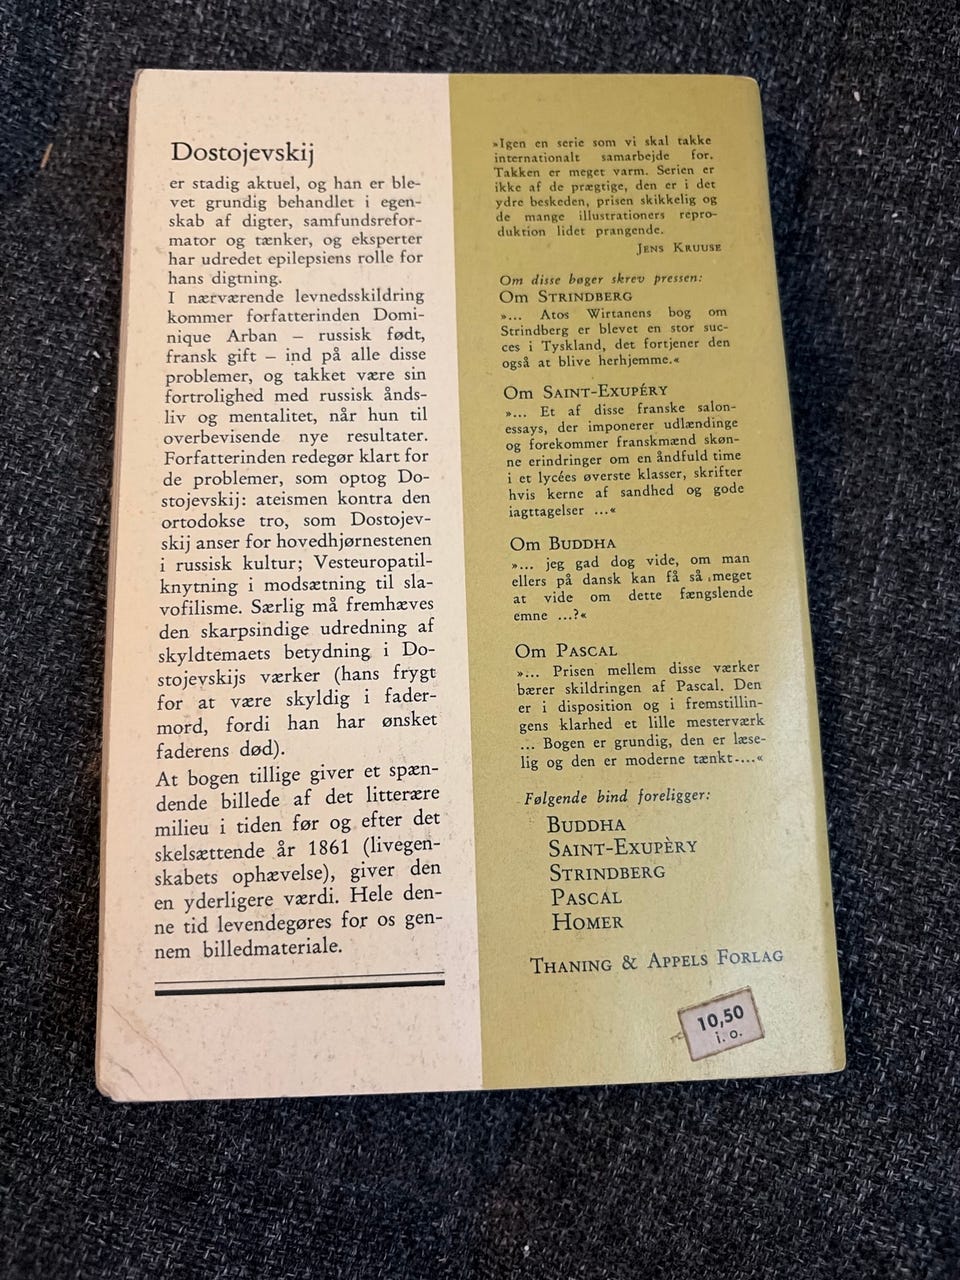 Dostojevskij
er stadig aktuel, og han er ble-
vet grundig behandlet i egen-
skab af digter, samfundsrefor-
mator og tænker, og eksperter
har udredet epilepsiens rolle for
hans digtning.
I nærværende levnedsskildring
kommer forfatterinden Domi-
nique Arban – russisk født,
fransk gift – ind på alle disse
problemer, og takket være sin
fortrolighed med russisk ånds-
liv og mentalitet, når hun til
overbevisende nye resultater.
Forfatterinden redegør klart for
de problemer, som optog Do-
stojevskij: ateismen kontra den
ortodokse tro, som Dostojev-
skij anser for hovedhjørnestenen
i russisk kultur; Vesteuropatil-
knytning i modsætning til sla-
vofilisme. Særlig må fremhæves
den skarpsindige udredning af
skyldtemaets betydning i Do-
stojevskijs værker (hans frygt
for at være skyldig i fader-
mord, fordi han har ønsket
faderens død).
At bogen tillige giver et spæn-
dende billede af det litterære
milieu i tiden før og efter det
skelsættende år 1861 (livegen-
skabets ophævelse), giver den
en yderligere værdi. Hele den-
ne tid levendegøres for os gen-
nem billedmateriale.
»Igen en serie som vi skal takke
internationalt samarbejde for.
Takken er meget varm. Serien er
ikke af de prægtige, den er i det
ydre beskeden, prisen skikkelig og
de mange illustrationers repro-
duktion lidet prangende.
JENS KRUUSE
Om disse bøger skrev pressen:
Om STRINDBERG
»... Atos Wirtanens bog om
Strindberg er blevet en stor suc-
ces i Tyskland, det fortjener den
også at blive herhjemme.«
Om SAINT-EXUPÉRY
»... Et af disse franske salon-
essays, der imponerer udlændinge
og forekommer franskmænd skøn-
ne erindringer om en åndfuld time
i et lycées øverste klasser, skrifter
hvis kerne af sandhed og gode
iagttagelser ...«
Om BUDDHA
»... jeg gad dog vide, om man
ellers på dansk kan få så meget
at vide om dette fængslende
emne ...?«
Om PASCAL
»... Prisen mellem disse værker
bærer skildringen af Pascal. Den
er i disposition og i fremstillin-
gens klarhed et lille mesterværk
... Bogen er grundig, den er læse-
lig og den er moderne tænkt....«
Følgende bind foreligger:
BUDDHA
SAINT-EXUPÈRY
STRINDBERG
PASCAL
HOMER
THANING & APPELS FORLAG
10,50
i. o.